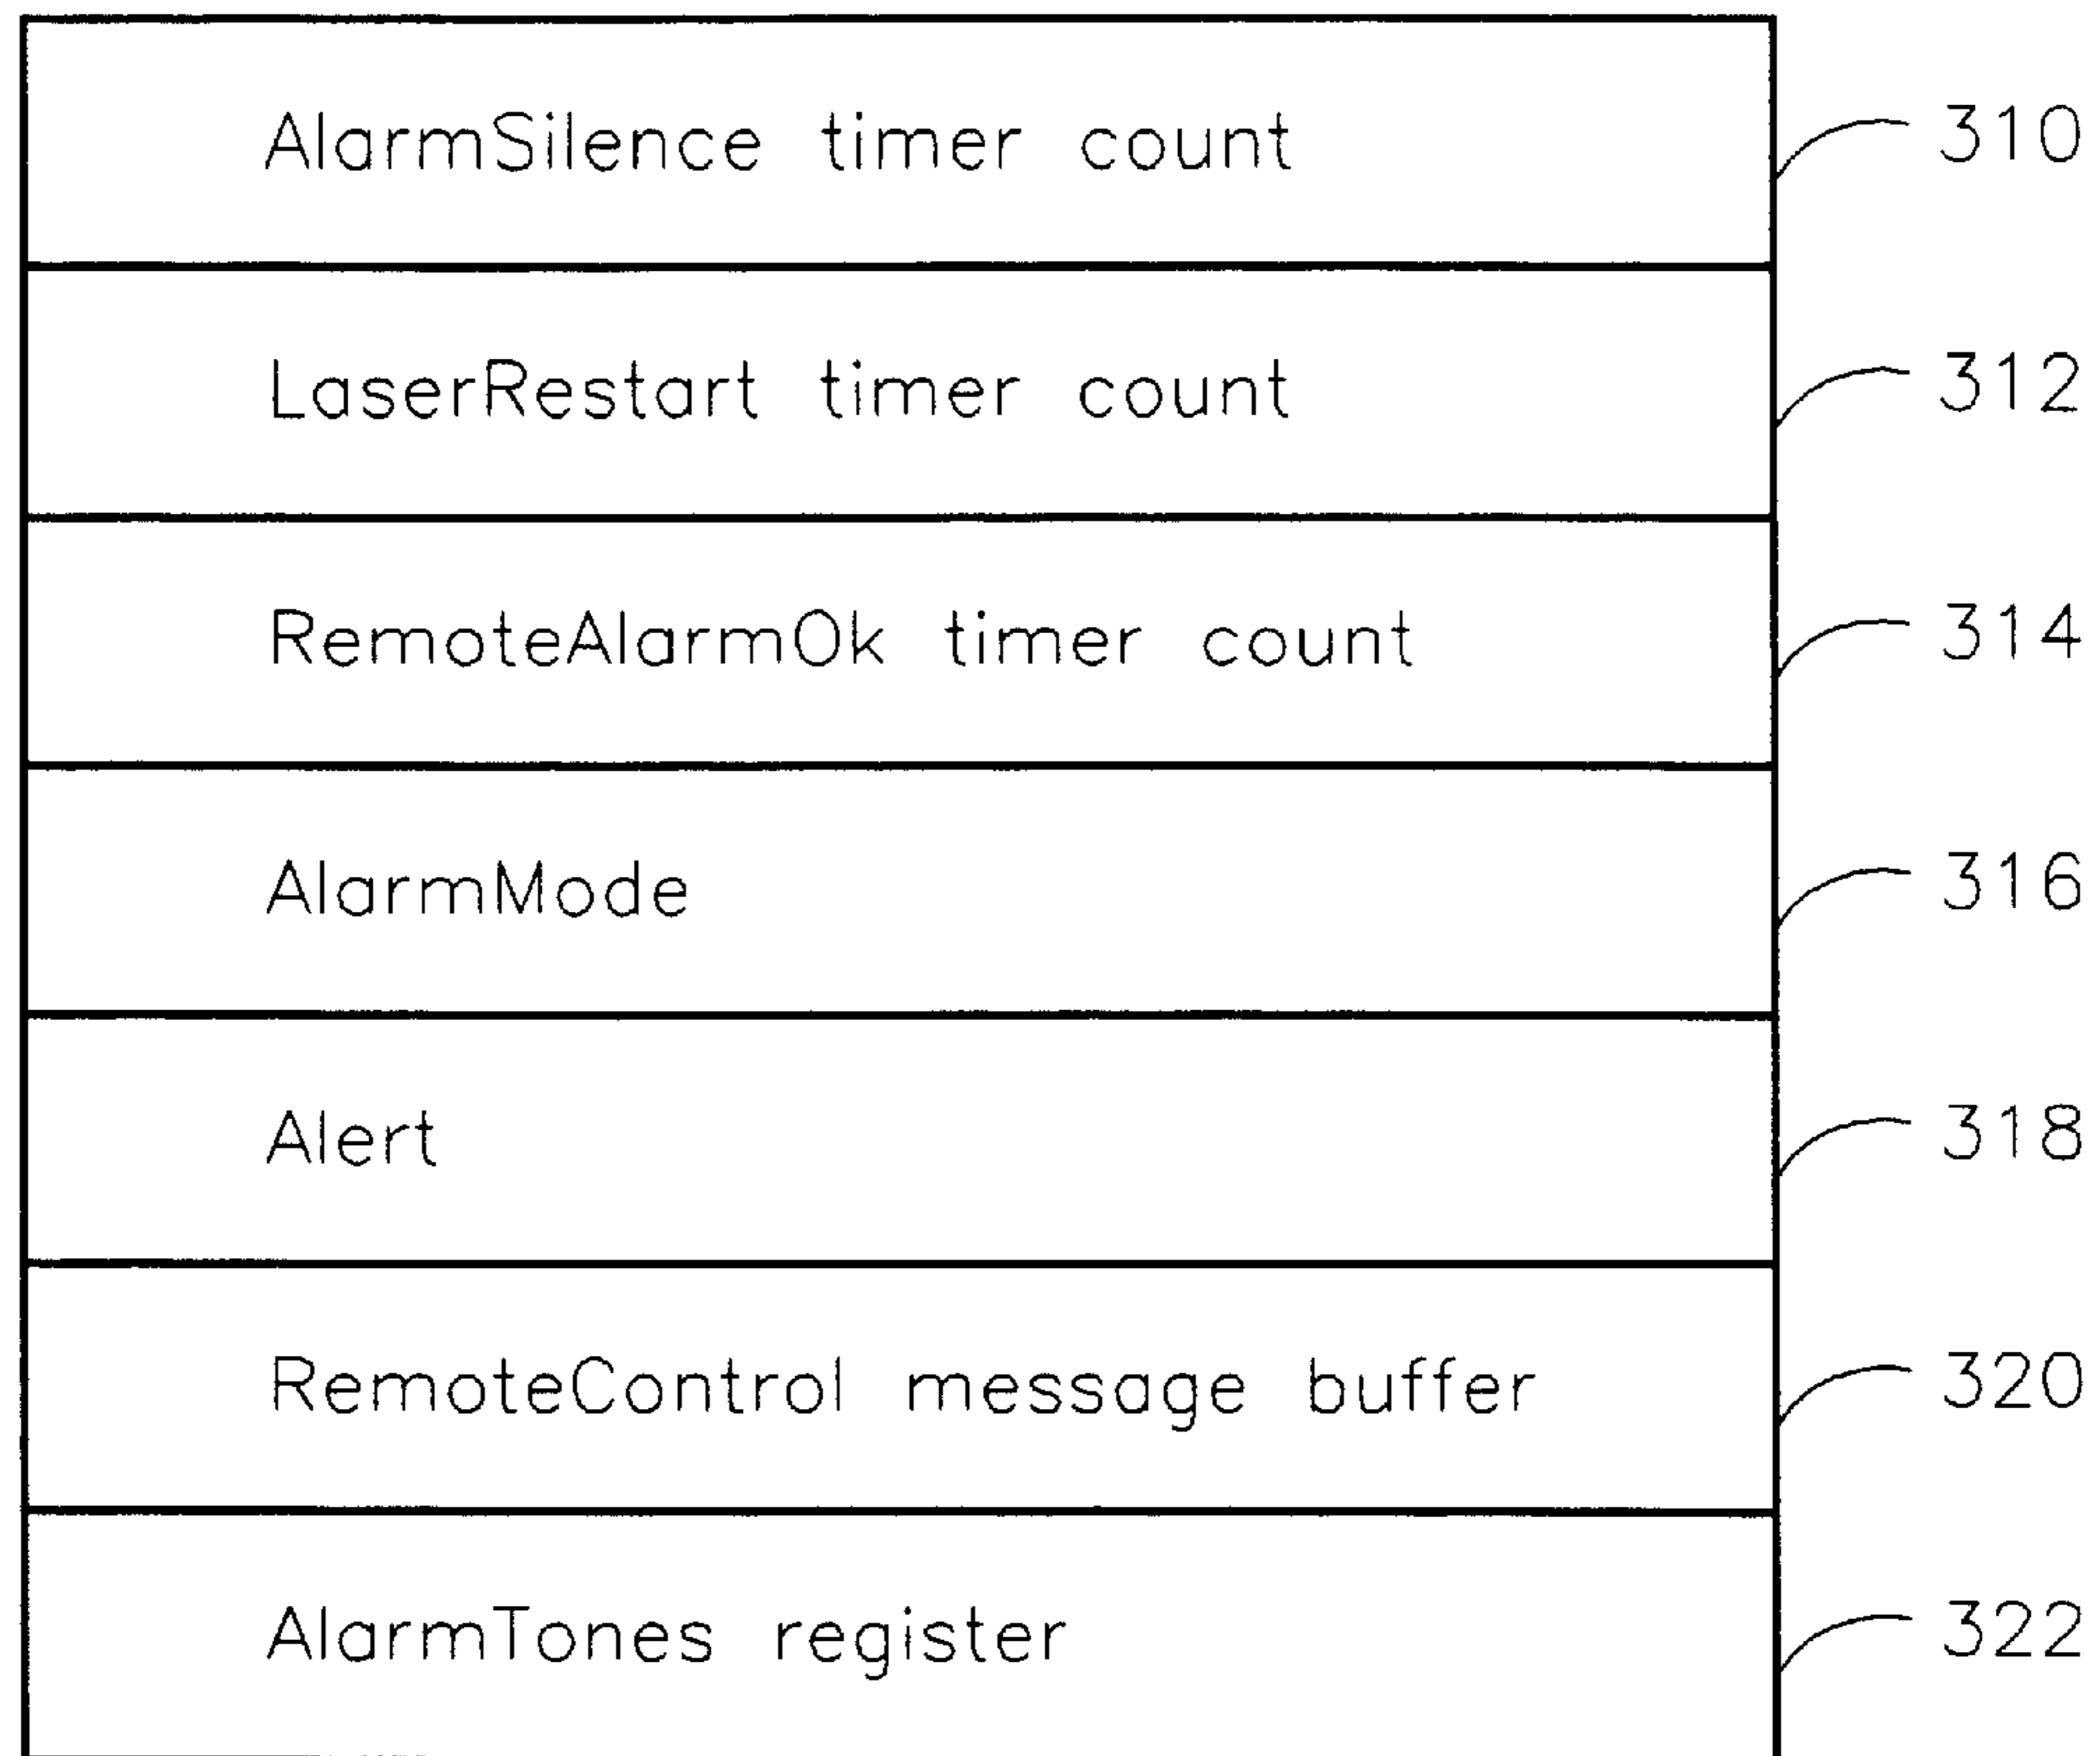 AlarmSilence timer count 310
LaserRestart timer count 312
RemoteAlarmOk timer count 314
AlarmMode 316
Alert 318
RemoteControl message buffer 320
AlarmTones register 322